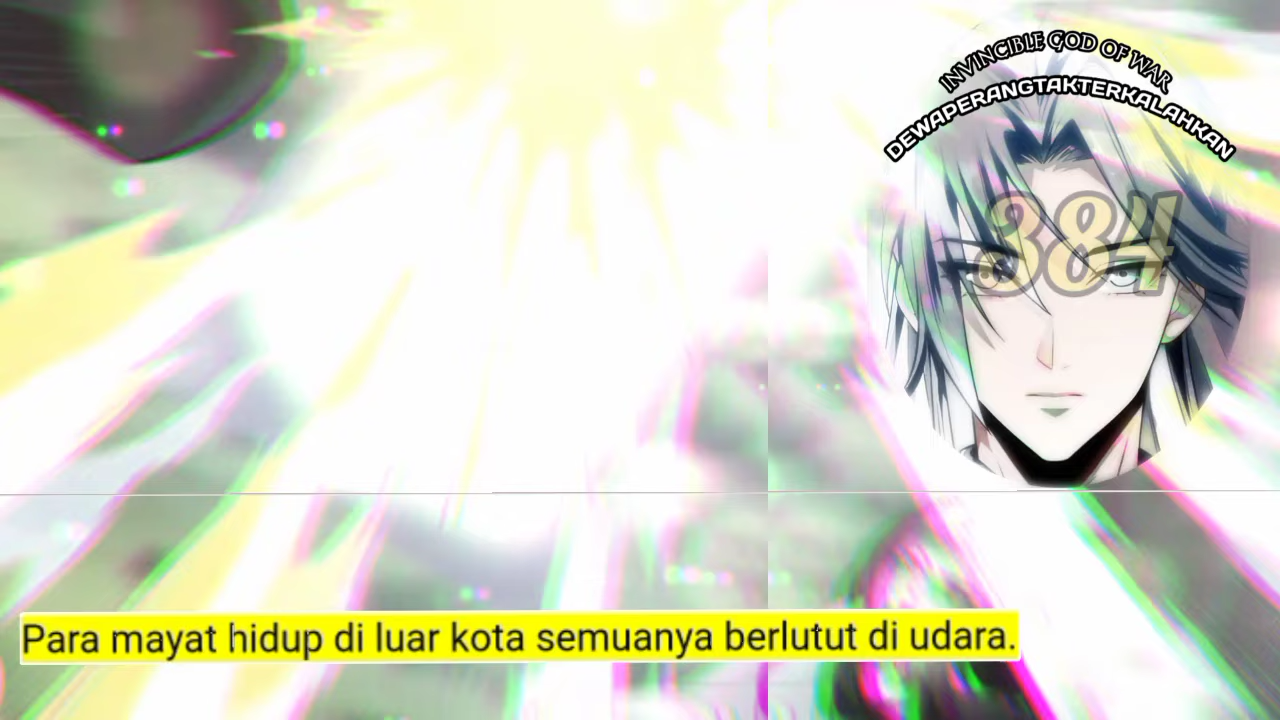 INVINCIBLE GOD OF WAR
DEWAPERANGTAKTERKALAHKAN
384
Para mayat hidup di luar kota semuanya berlutut di udara.